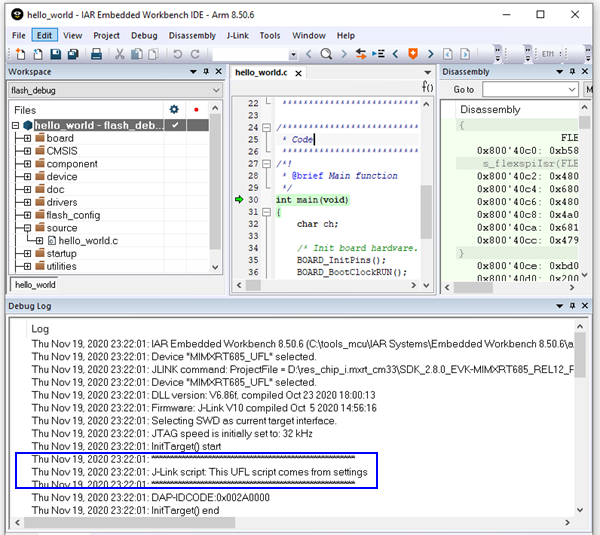 hello_world - IAR Embedded Workbench IDE - Arm 8.50.6
File Edit View Project Debug Disassembly J-Link Tools Window
ETM
Workspace
flash_debug
Files
hello_world - flash_deb...
board
CMSIS
component
device
doc
drivers
flash_config
source
hello_world.c
startup
utilities
hello_world
hello_world.c
f()
22 ***************************
23
24 /***************************
25 * Code
26 ***************************
27 /*!
28 * @brief Main function
29 */
30 int main(void)
31 {
32 char ch;
33
34 /* Init board hardware.
35 BOARD_InitPins();
36 BOARD_BootClockRUN();
Disassembly
Go to M
Disassembly
{
FLE
0x800'40c0: 0xb58
s_flexspiIsr(FLE
0x800'40c2: 0x480
0x800'40c4: 0x680
0x800'40c6: 0x480
0x800'40c8: 0x4a0
0x800'40ca: 0x681
0x800'40cc: 0x479
}
0x800'40ce: 0xbd0
0x800'40d0: 0x200
Debug Log
Log
Thu Nov 19, 2020 23:22:01: IAR Embedded Workbench 8.50.6 (C:\tools_mcu\IAR Systems\Embedded Workbench 8.50.6\a
Thu Nov 19, 2020 23:22:01: Device "MIMXRT685_UFL" selected.
Thu Nov 19, 2020 23:22:01: JLINK command: ProjectFile = D:\res_chip_i.mxrt_cm33\SDK_2.8.0_EVK-MIMXRT685_REL12_F
Thu Nov 19, 2020 23:22:01: Device "MIMXRT685_UFL" selected.
Thu Nov 19, 2020 23:22:01: DLL version: V6.86f, compiled Oct 23 2020 18:00:13
Thu Nov 19, 2020 23:22:01: Firmware: J-Link V10 compiled Oct 5 2020 14:56:16
Thu Nov 19, 2020 23:22:01: Selecting SWD as current target interface.
Thu Nov 19, 2020 23:22:01: JTAG speed is initially set to: 32 kHz
Thu Nov 19, 2020 23:22:01: InitTarget() start
Thu Nov 19, 2020 23:22:01: ***************************************************
Thu Nov 19, 2020 23:22:01: J-Link script: This UFL script comes from settings
Thu Nov 19, 2020 23:22:01: ***************************************************
Thu Nov 19, 2020 23:22:01: DAP-IDCODE:0x002A0000
Thu Nov 19, 2020 23:22:01: InitTarget() end